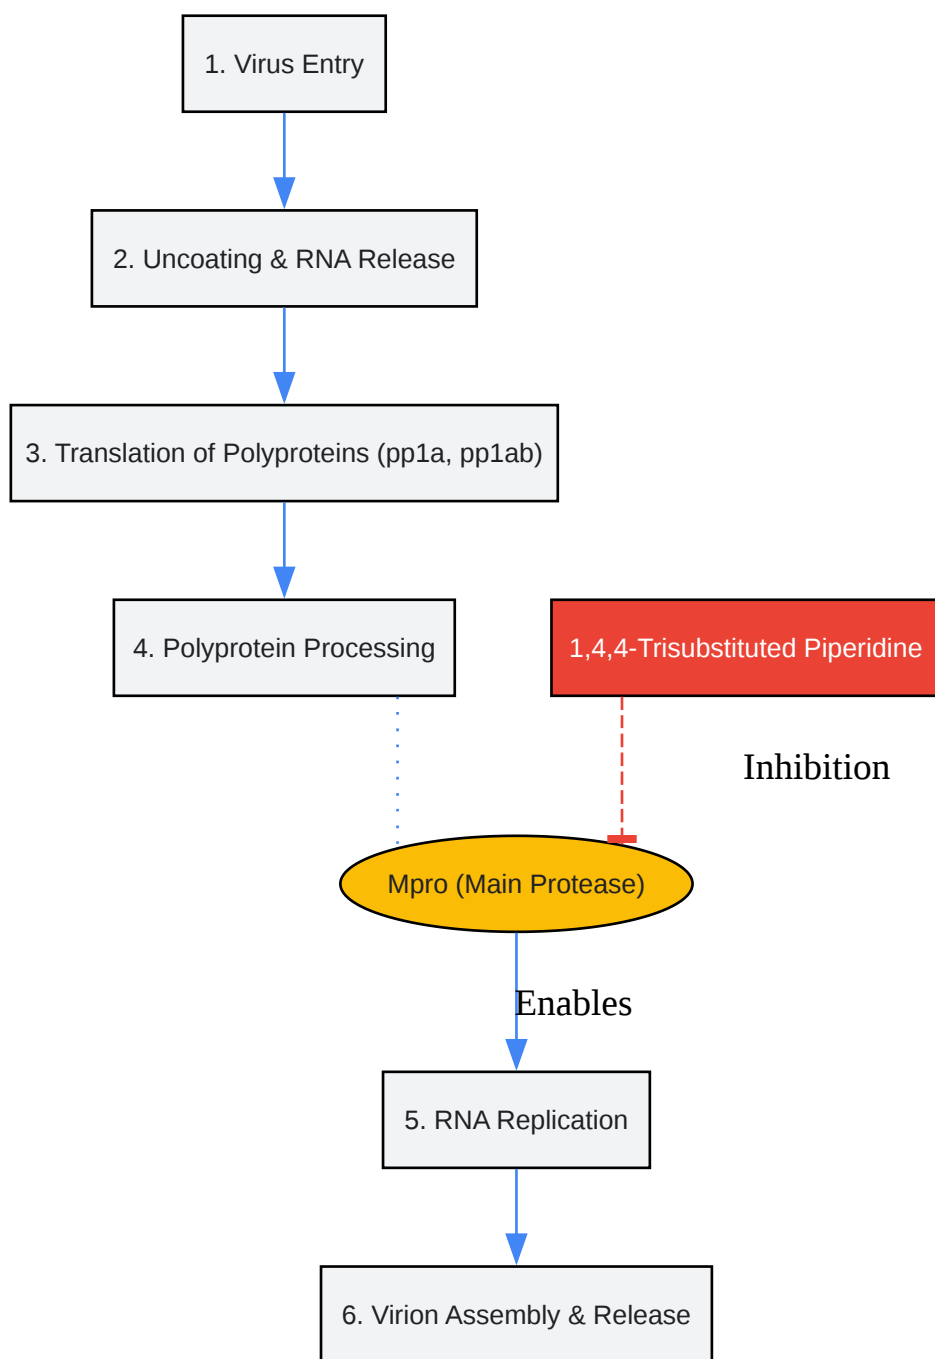 1. Virus Entry
2. Uncoating & RNA Release
3. Translation of Polyproteins (pp1a, pp1ab)
4. Polyprotein Processing
1,4,4-Trisubstituted Piperidine
Inhibition
Mpro (Main Protease)
Enables
5. RNA Replication
6. Virion Assembly & Release